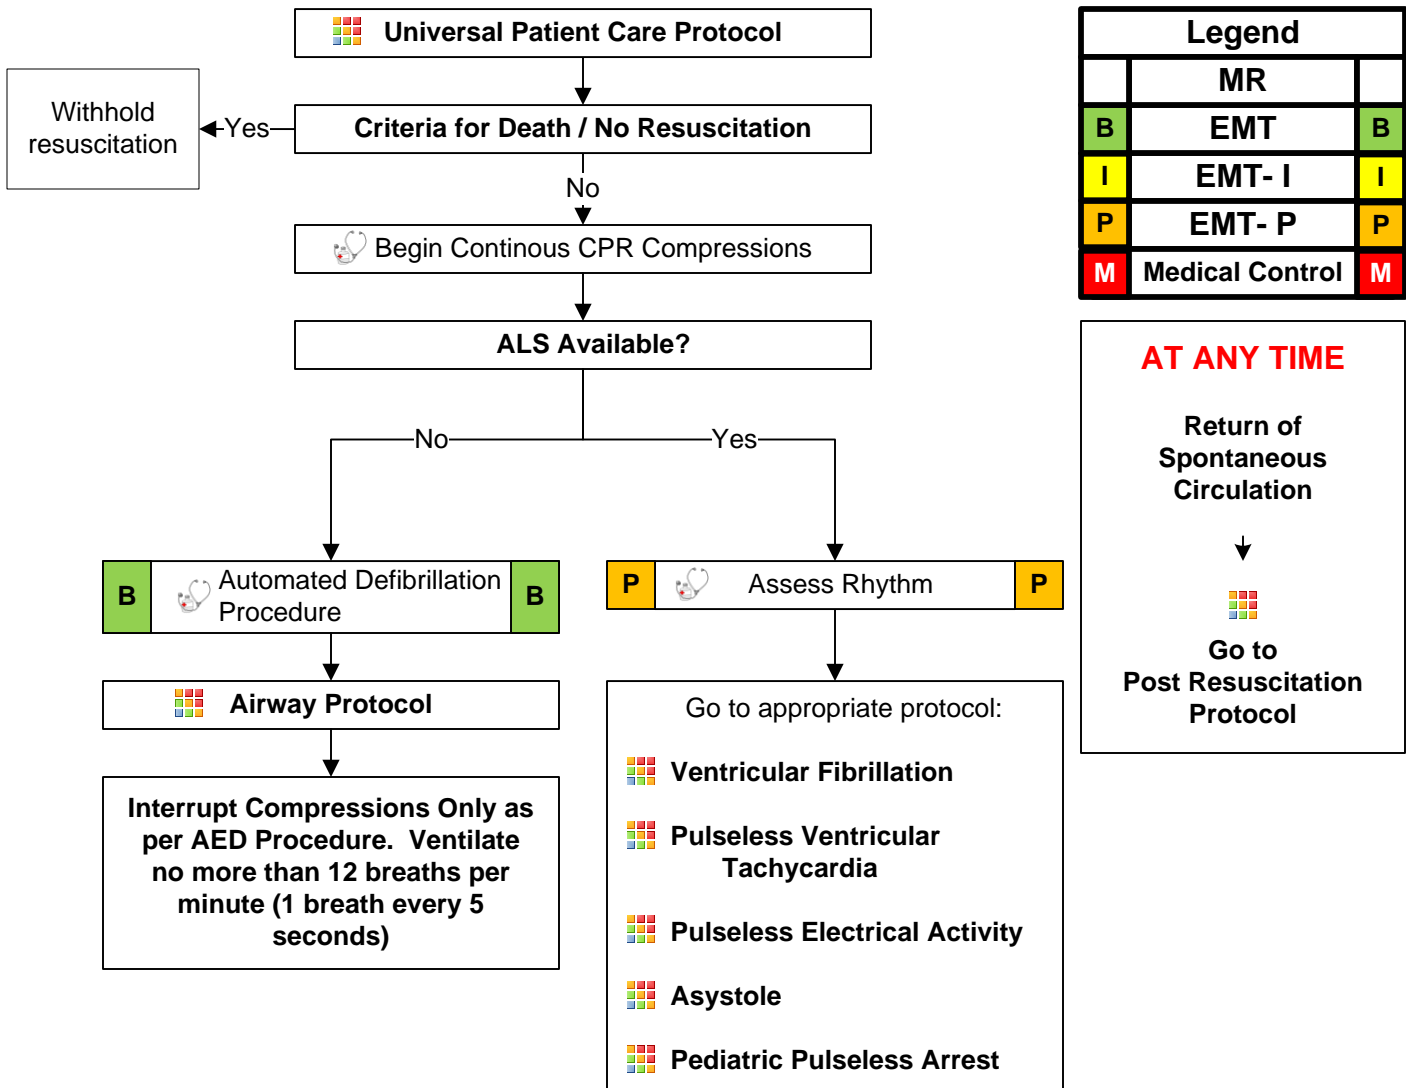 Universal Patient Care Protocol
Withhold
resuscitation
Yes
Criteria for Death / No Resuscitation
No
Begin Continous CPR Compressions
ALS Available?
No
Yes
B
Automated Defibrillation
Procedure
B
P
Assess Rhythm
P
Airway Protocol
Interrupt Compressions Only as
per AED Procedure.  Ventilate
no more than 12 breaths per
minute (1 breath every 5
seconds)
Go to appropriate protocol:
Ventricular Fibrillation
Pulseless Ventricular
Tachycardia
Pulseless Electrical Activity
Asystole
Pediatric Pulseless Arrest
Legend
MR
B EMT B
I EMT- I I
P EMT- P P
M Medical Control M
AT ANY TIME
Return of
Spontaneous
Circulation
Go to
Post Resuscitation
Protocol